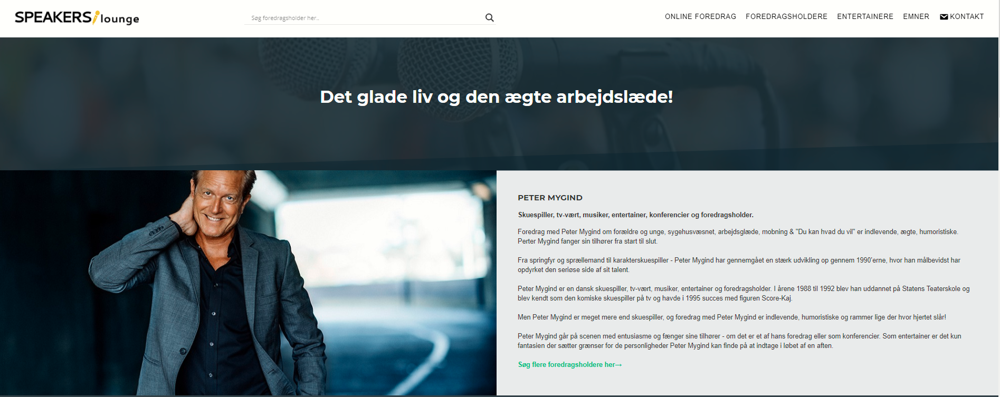 SPEAKERS lounge
Søg foredragsholder her..
ONLINE FOREDRAG FOREDRAGSHOLDERE ENTERTAINERE EMNER KONTAKT
Det glade liv og den ægte arbejdslæde!
PETER MYGIND
Skuespiller, tv-vært, musiker, entertainer, konferencier og foredragsholder.
Foredrag med Peter Mygind om forældre og unge, sygehusvæsnet, arbejdsglæde, mobning & "Du kan hvad du vil" er indlevende, ægte, humoristiske.
Perter Mygind fanger sin tilhører fra start til slut.
Fra springfyr og sprællemand til karakterskuespiller - Peter Mygind har gennemgået en stærk udvikling op gennem 1990'erne, hvor han målbevidst har
opdyrket den seriøse side af sit talent.
Peter Mygind er en dansk skuespiller, tv-vært, musiker, entertainer og foredragsholder. I årene 1988 til 1992 blev han uddannet på Statens Teaterskole og
blev kendt som den komiske skuespiller på tv og havde i 1995 succes med figuren Score-Kaj.
Men Peter Mygind er meget mere end skuespiller, og foredrag med Peter Mygind er indlevende, humoristiske og rammer lige der hvor hjertet slår!
Peter Mygind går på scenen med entusiasme og fænger sine tilhører - om det er et af hans foredrag eller som konferencier. Som entertainer er det kun
fantasien der sætter grænser for de personligheder Peter Mygind kan finde på at indtage i løbet af en aften.
Søg flere foredragsholdere her→